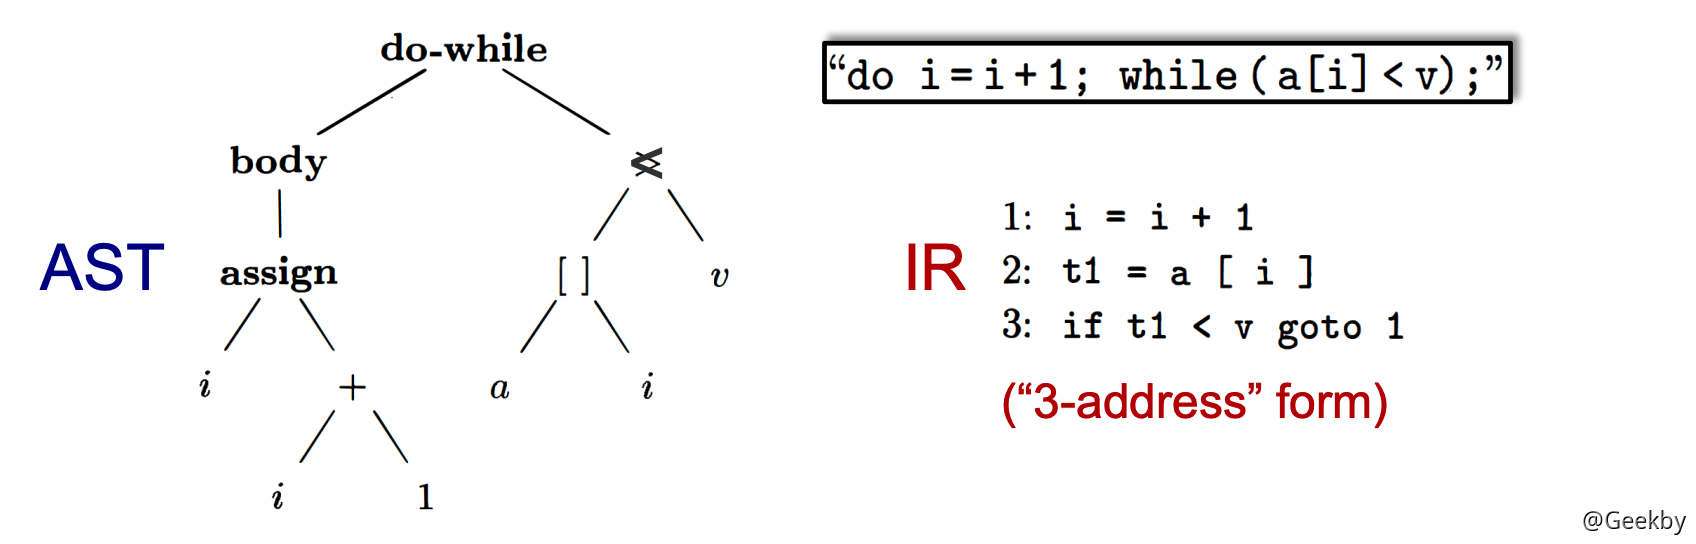 do-while
“do i=i+1; while(a[i]<v);”
body
AST
assign
[ ]
v
i
+
a
i
i
1
IR
1: i = i + 1
2: t1 = a [ i ]
3: if t1 < v goto 1
(“3-address” form)
@Geekby